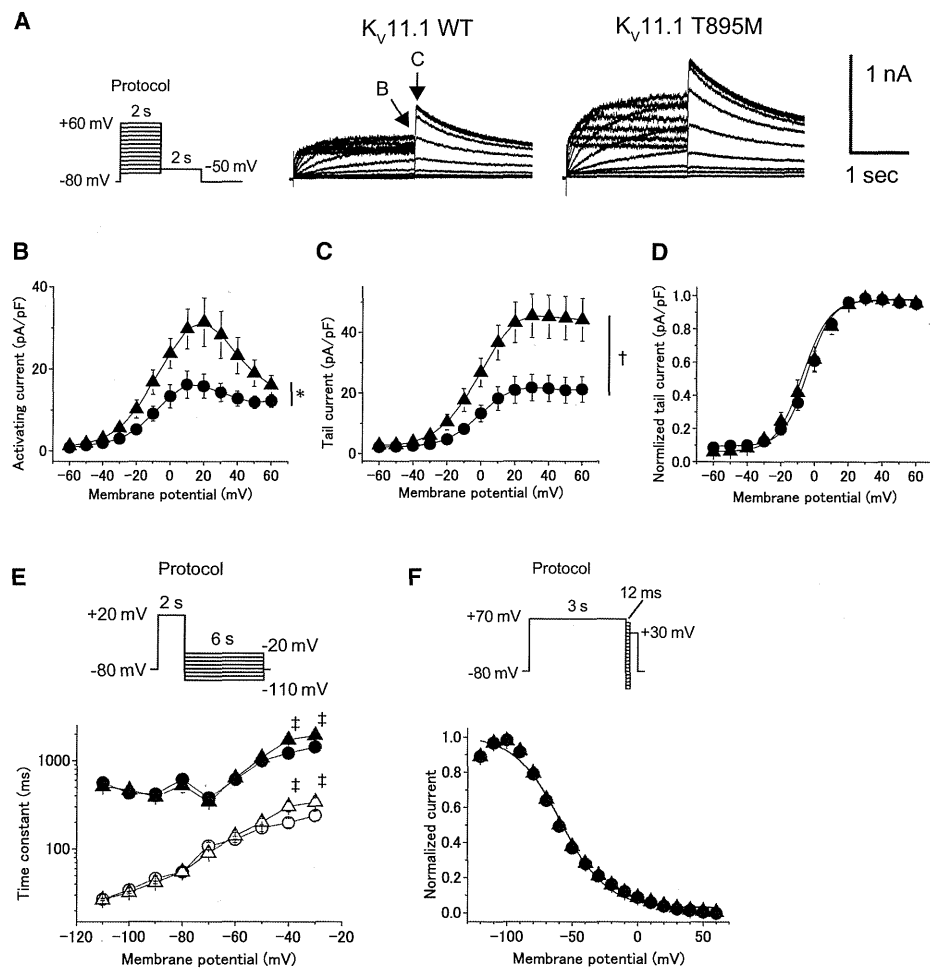 A
Kv11.1 WT
Kv11.1 T895M
C
B
1 nA
1 sec
Protocol
2 s
+60 mV
2 s
-50 mV
-80 mV
B
C
D
40
20
0
Activating current (pA/pF)
*
-60 -40 -20 0 20 40 60
Membrane potential (mV)
40
20
0
Tail current (pA/pF)
†
-60 -40 -20 0 20 40 60
Membrane potential (mV)
1.0
0.8
0.6
0.4
0.2
0.0
Normlized tail current
-60 -40 -20 0 20 40 60
Membrane potential (mV)
E
Protocol
2 s
+20 mV
6 s
-20 mV
-80 mV
-110 mV
1000
100
Time constant (ms)
‡ ‡
‡ ‡
-120 -100 -80 -60 -40 -20
Membrane potential (mV)
F
Protocol
12 ms
+70 mV
3 s
+30 mV
-80 mV
1.0
0.8
0.6
0.4
0.2
0.0
Normalized current
-100 -50 0 50
Membrane potential (mV)